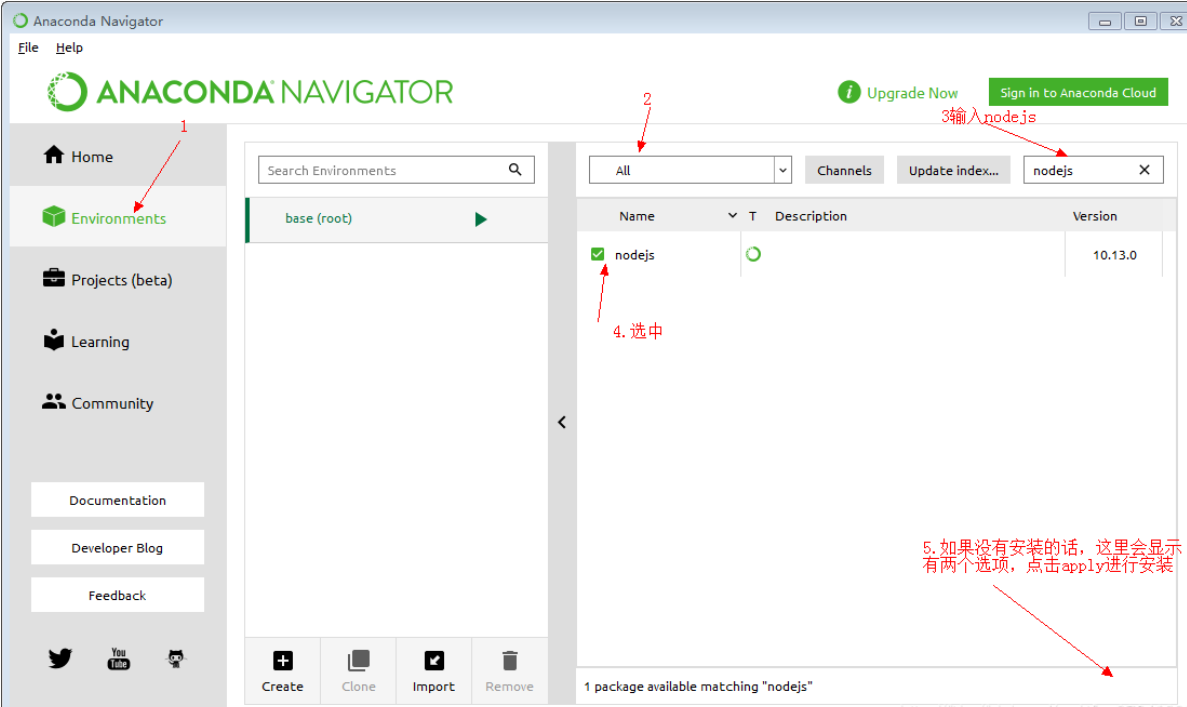 Anaconda Navigator
File Help
ANACONDA NAVIGATOR
Upgrade Now
Sign in to Anaconda Cloud
1
2
3输入nodejs
Home
Environments
Projects (beta)
Learning
Community
Documentation
Developer Blog
Feedback
You
Tube
Search Environments
base (root)
Create
Clone
Import
Remove
All
Channels
Update index...
nodejs
Name T Description Version
nodejs 10.13.0
4.选中
5.如果没有安装的话，这里会显示
有两个选项，点击apply进行安装
1 package available matching "nodejs"